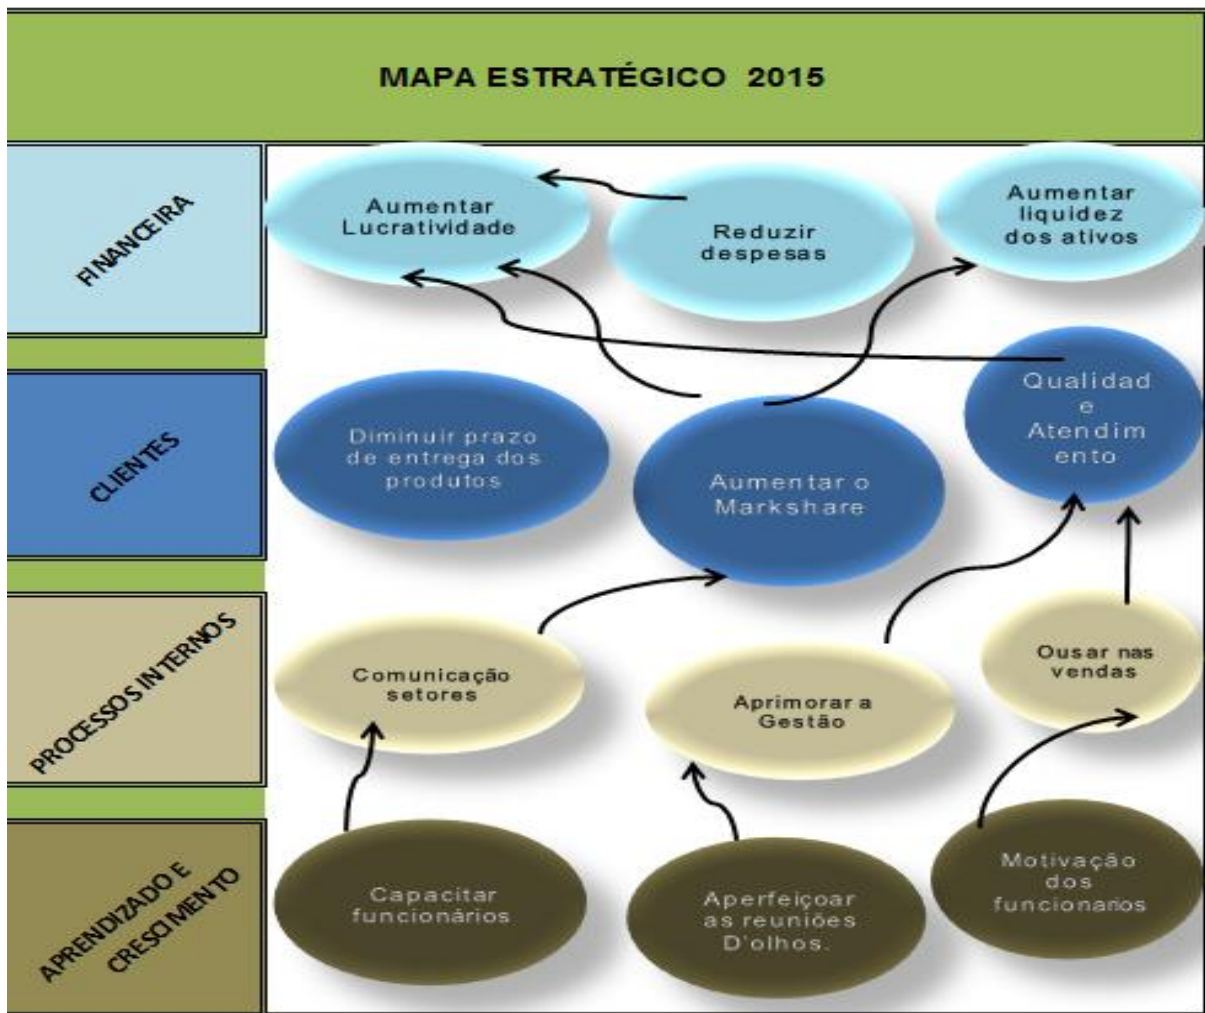 MAPA ESTRATÉGICO 2015
FINANCEIRA
Aumentar
Lucratividade
Reduzir
despesas
Aumentar
liquidez
dos ativos
CLIENTES
Diminuir prazo
de entrega dos
produtos
Aumentar o
Markshare
Qualidad
e
Atendim
ento
PROCESSOS INTERNOS
Comunicação
setores
Aprimorar a
Gestão
Ousar nas
vendas
APRENDIZADO E
CRESCIMENTO
Capacitar
funcionários
Aperfeiçoar
as reuniões
D'olhos.
Motivação
dos
funcionarios